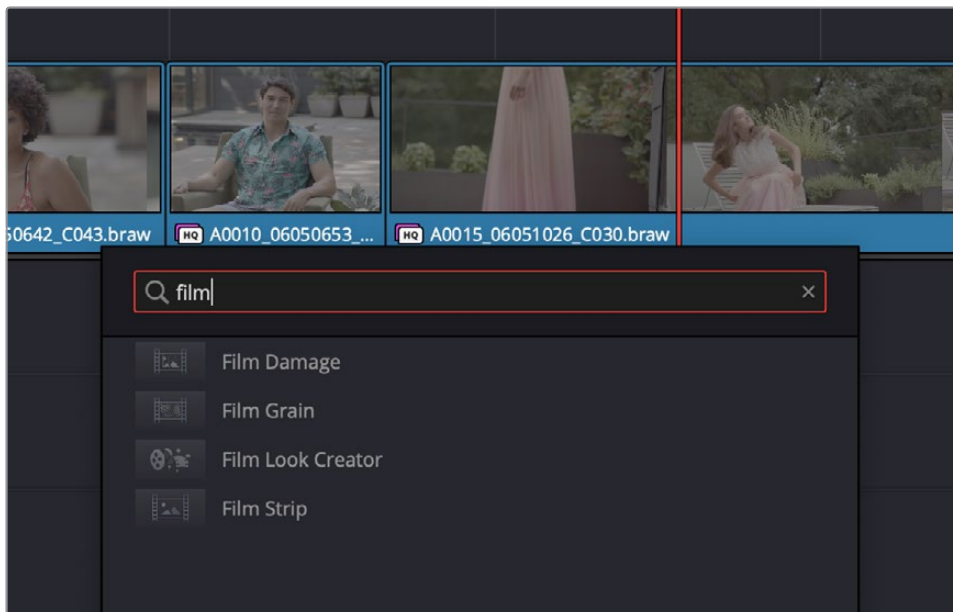 50642_C043.braw
HQ A0010_06050653_...
HQ A0015_06051026_C030.braw
film
Film Damage
Film Grain
Film Look Creator
Film Strip